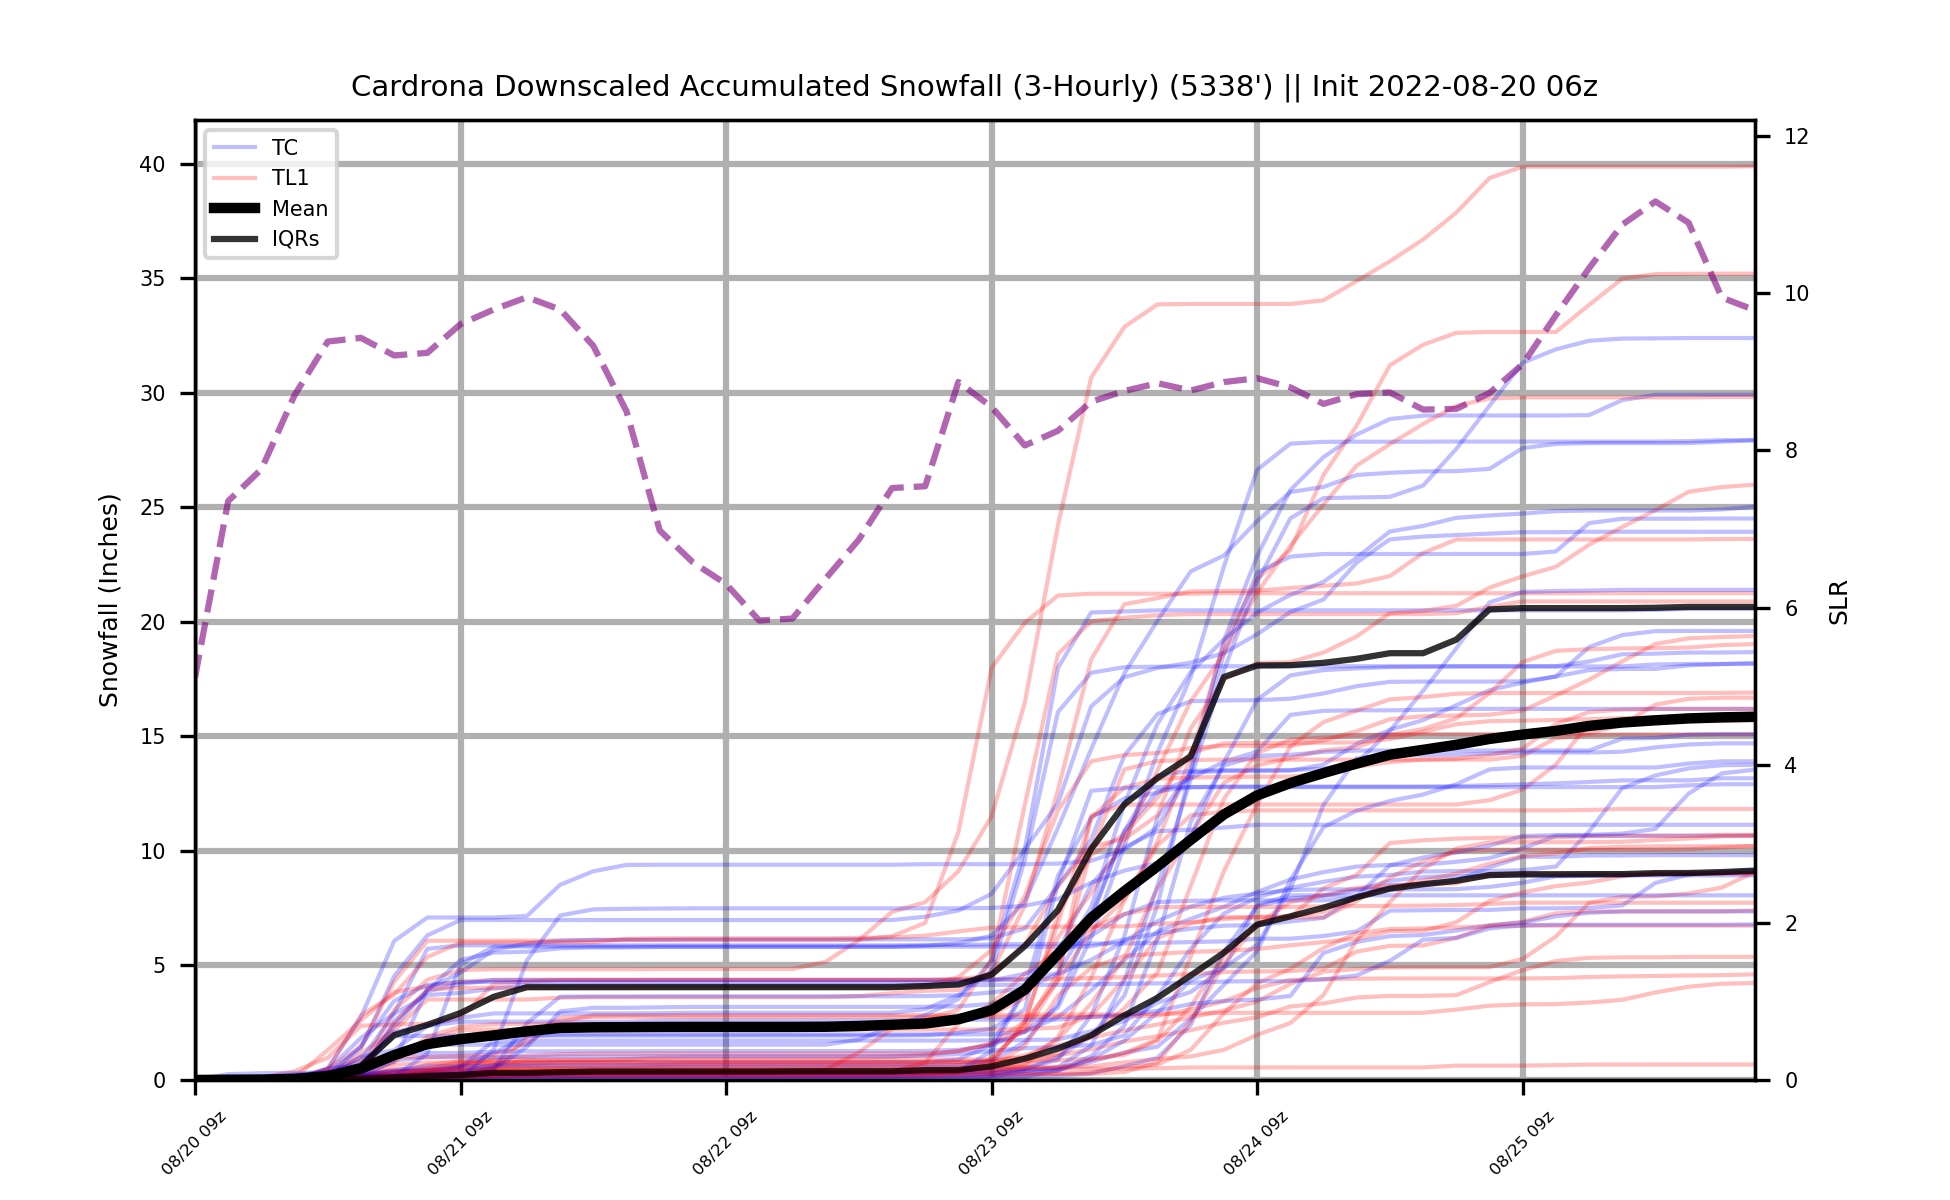 Cardrona Downscaled Accumulated Snowfall (3-Hourly) (5338') || Init 2022-08-20 06z
TC
TL1
Mean
IQRs
40
35
30
25
20
15
10
5
0
Snowfall (Inches)
12
10
8
6
4
2
0
SLR
08/20 09z
08/21 09z
08/22 09z
08/23 09z
08/24 09z
08/25 09z